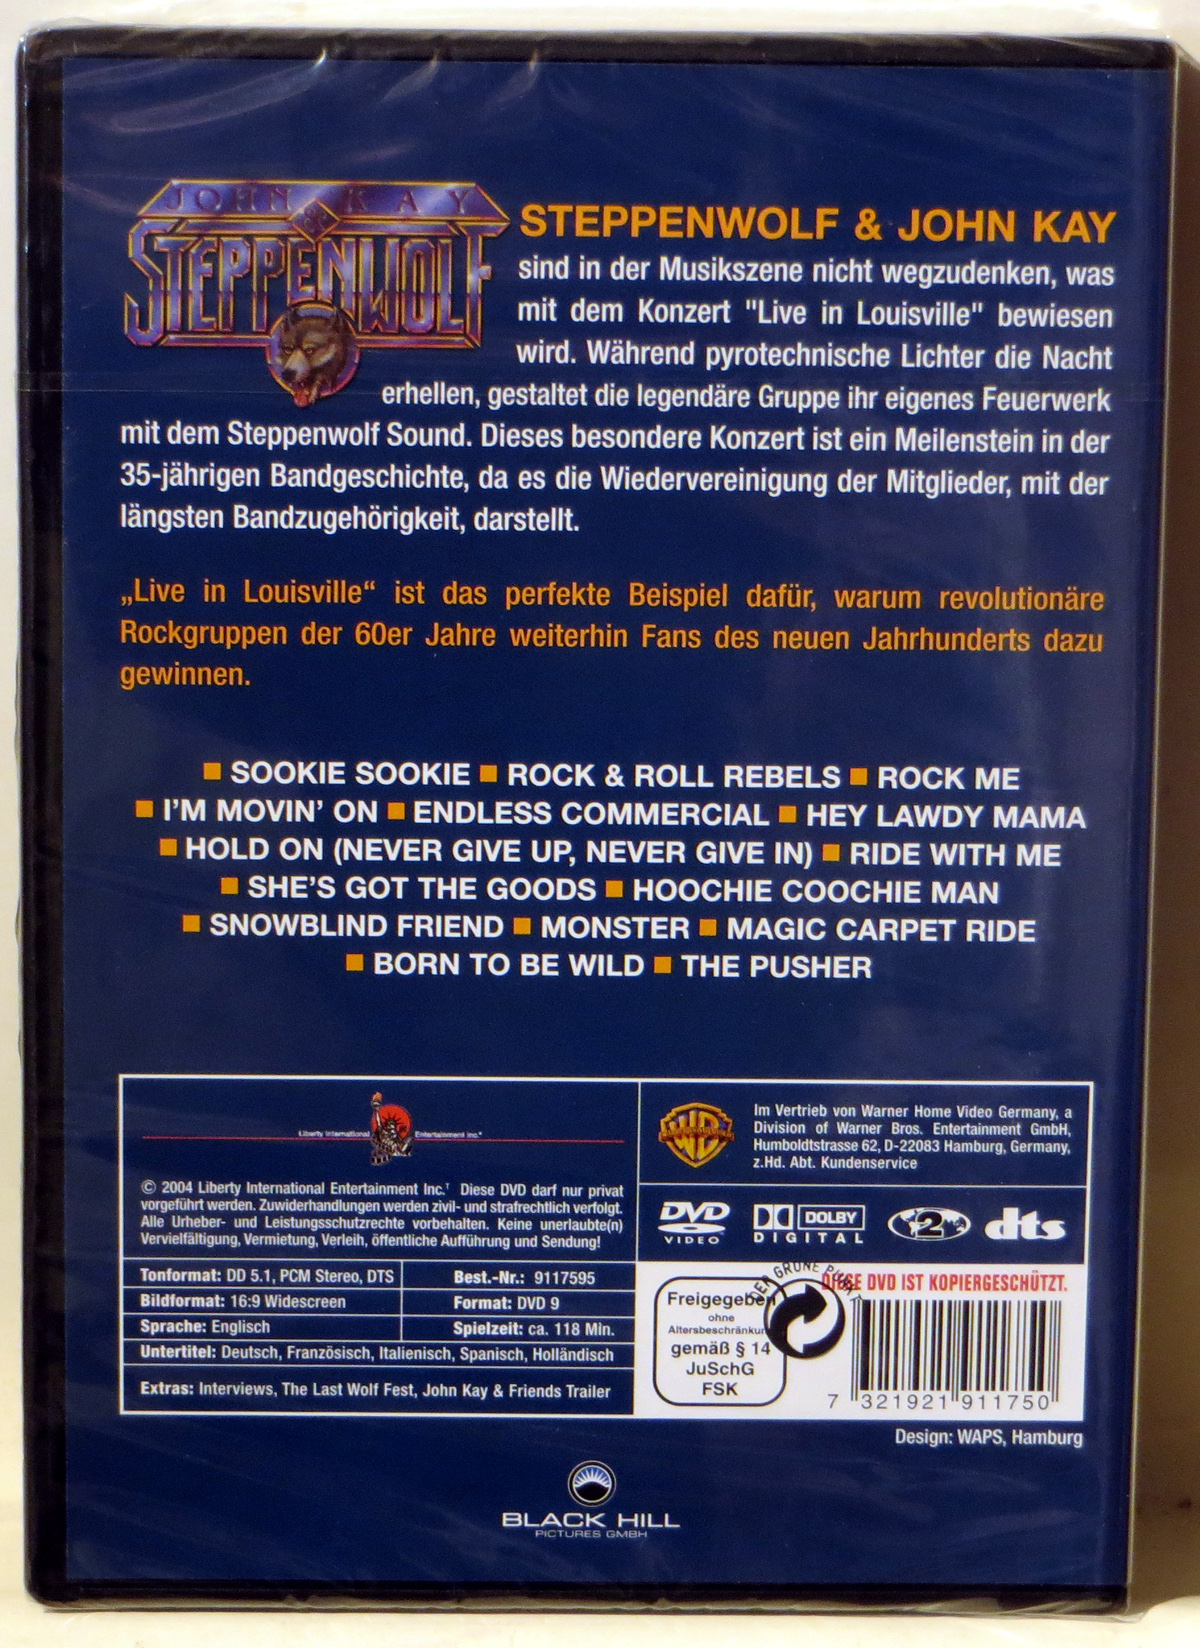 JOHN KAY
STEPPENWOLF
STEPPENWOLF & JOHN KAY
sind in der Musikszene nicht wegzudenken, was
mit dem Konzert "Live in Louisville" bewiesen
wird. Während pyrotechnische Lichter die Nacht
erhellen, gestaltet die legendäre Gruppe ihr eigenes Feuerwerk
mit dem Steppenwolf Sound. Dieses besondere Konzert ist ein Meilenstein in der
35-jährigen Bandgeschichte, da es die Wiedervereinigung der Mitglieder, mit der
längsten Bandzugehörigkeit, darstellt.
„Live in Louisville“ ist das perfekte Beispiel dafür, warum revolutionäre
Rockgruppen der 60er Jahre weiterhin Fans des neuen Jahrhunderts dazu
gewinnen.
■ SOOKIE SOOKIE ■ ROCK & ROLL REBELS ■ ROCK ME
■ I'M MOVIN' ON ■ ENDLESS COMMERCIAL ■ HEY LAWDY MAMA
■ HOLD ON (NEVER GIVE UP, NEVER GIVE IN) ■ RIDE WITH ME
■ SHE'S GOT THE GOODS ■ HOOCHIE COOCHIE MAN
■ SNOWBLIND FRIEND ■ MONSTER ■ MAGIC CARPET RIDE
■ BORN TO BE WILD ■ THE PUSHER
Liberty International Entertainment Inc.
© 2004 Liberty International Entertainment Inc. Diese DVD darf nur privat
vorgeführt werden. Zuwiderhandlungen werden zivil- und strafrechtlich verfolgt.
Alle Urheber- und Leistungsschutzrechte vorbehalten. Keine unerlaubte(n)
Vervielfältigung, Vermietung, Verleih, öffentliche Aufführung und Sendung!
Tonformat: DD 5.1, PCM Stereo, DTS
Best.-Nr.: 9117595
Bildformat: 16:9 Widescreen
Format: DVD 9
Sprache: Englisch
Spielzeit: ca. 118 Min.
Untertitel: Deutsch, Französisch, Italienisch, Spanisch, Holländisch
Extras: Interviews, The Last Wolf Fest, John Kay & Friends Trailer
WB
Im Vertrieb von Warner Home Video Germany, a
Division of Warner Bros. Entertainment GmbH,
Humboldtstrasse 62, D-22083 Hamburg, Germany,
z.Hd. Abt. Kundenservice
DVD VIDEO
DOLBY DIGITAL
2
dts
Freigegeben
ohne
Altersbeschränkung
gemäß § 14
JuSchG
FSK
DER GRÜNE PUNKT
DIESE DVD IST KOPIERGESCHÜTZT.
7 321921 911750
Design: WAPS, Hamburg
BLACK HILL
PICTURES GMBH